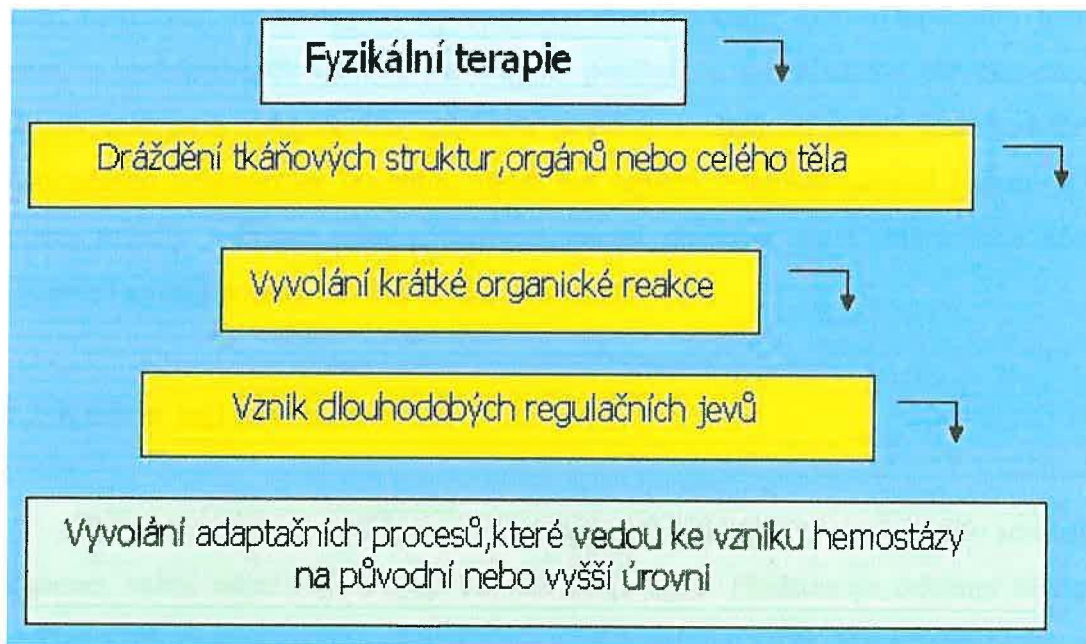 Fyzikální terapie
Dráždění tkáňových struktur,orgánů nebo celého těla
Vyvolání krátké organické reakce
Vznik dlouhodobých regulačních jevů
Vyvolání adaptačních procesů,které vedou ke vzniku hemostázy
na původní nebo vyšší úrovni